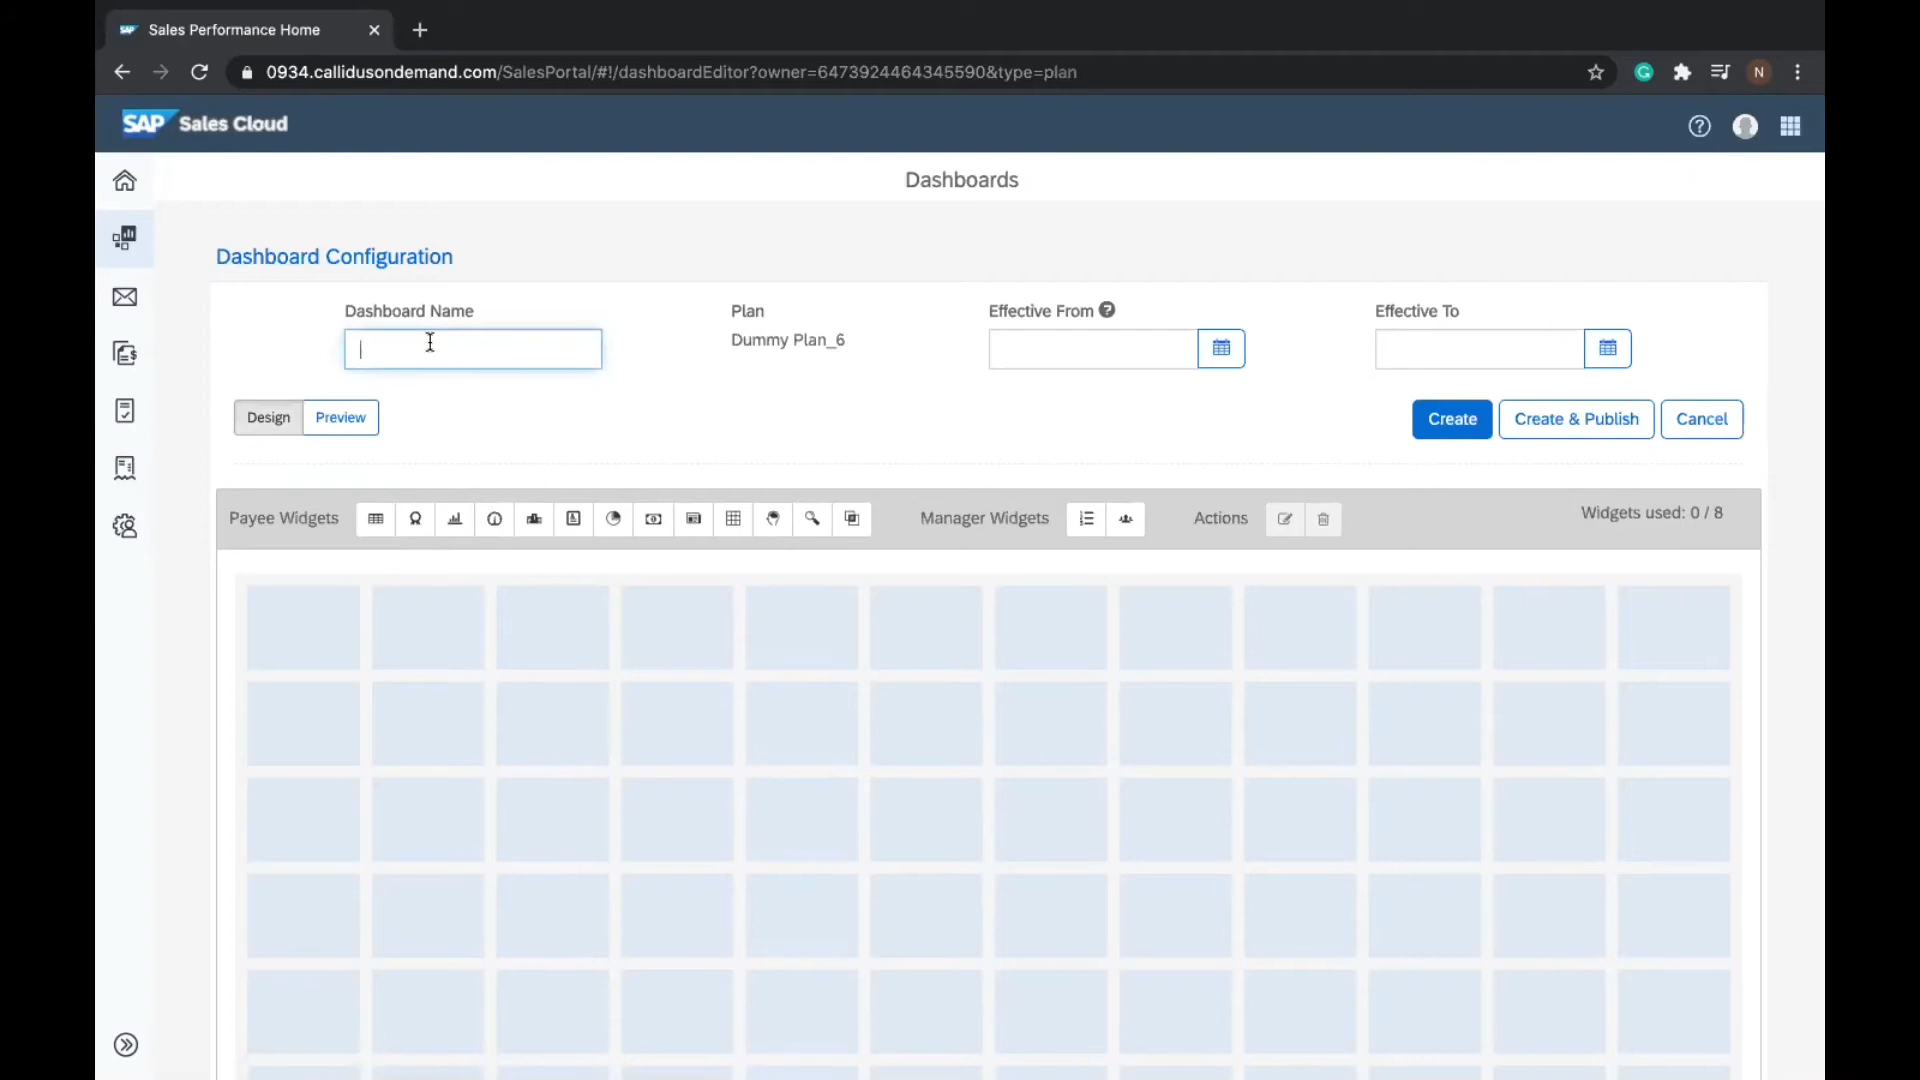 Sales Performance Home
0934.callidusondemand.com/SalesPortal/#!/dashboardEditor?owner=6473924464345590&type=plan
N
SAP Sales Cloud
Dashboards
Dashboard Configuration
Dashboard Name
Plan
Effective From
Effective To
Dummy Plan_6
Design
Preview
Create
Create & Publish
Cancel
Payee Widgets
Manager Widgets
Actions
Widgets used: 0 / 8